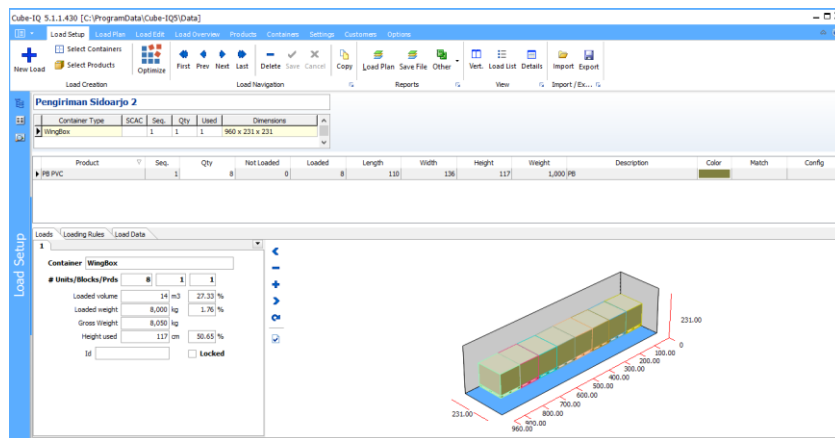 Cube-IQ 5.1.1.430 [C:\ProgramData\Cube-IQ5\Data]
Load Setup Load Plan Load Edit Load Overview Products Containers Settings Customers Options
New Load Select Containers Select Products Optimize First Prev Next Last Delete Save Cancel Copy Load Plan Save File Other Vert. Load List Details Import Export
Load Creation Load Navigation Reports View Import / Ex...
Pengiriman Sidoarjo 2
Container Type SCAC Seq. Qty Used Dimensions
WingBox 1 1 1 960 x 231 x 231
Product Seq. Qty Not Loaded Loaded Length Width Height Weight Description Color Match Config
PB PVC 1 8 0 8 110 136 117 1,000 PB
Load Setup
Loads Loading Rules Load Data
1
Container WingBox
# Units/Blocks/Prds 8 1 1
Loaded volume 14 m3 27.33 %
Loaded weight 8,000 kg 1.76 %
Gross Weight 8,050 kg
Height used 117 cm 50.65 %
Id Locked
231.00
0
100.00
200.00
300.00
400.00
500.00
600.00
700.00
800.00
900.00
960.00
231.00